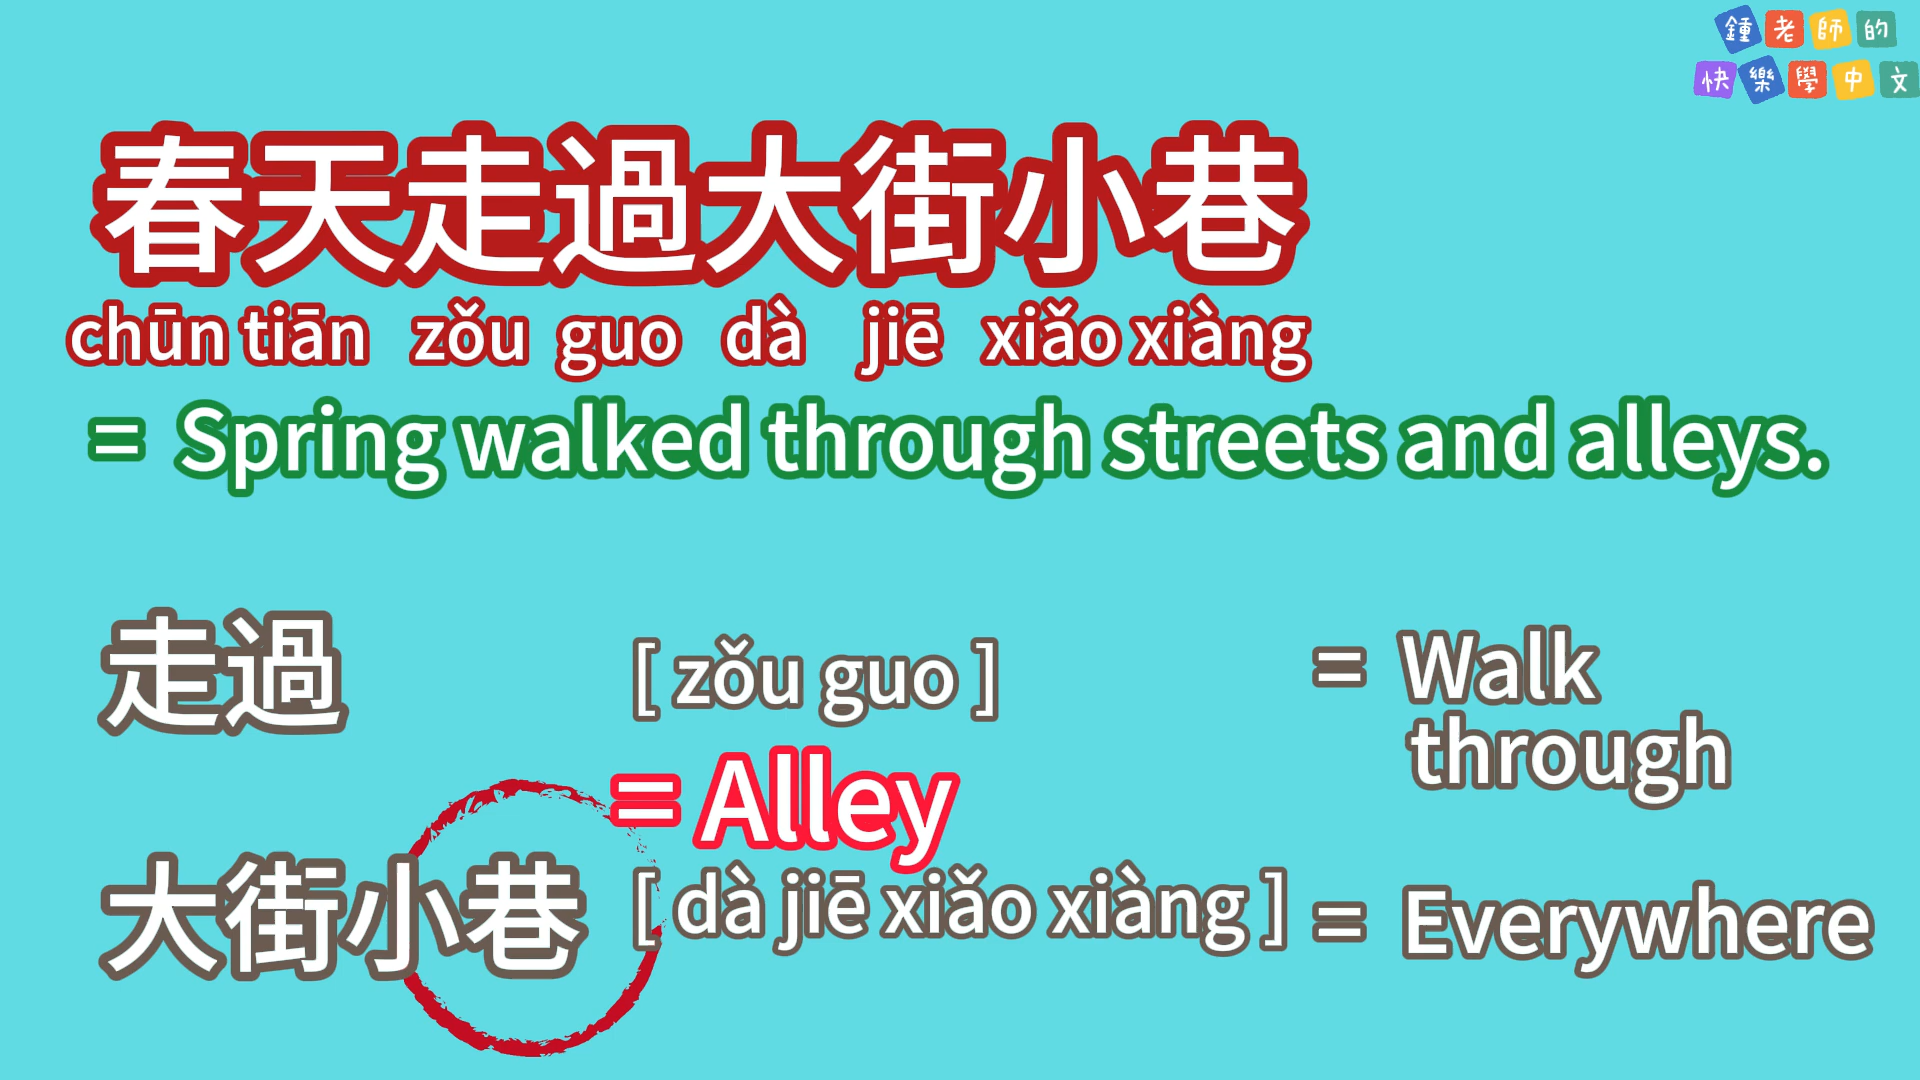 鍾老師的
快樂學中文
春天走過大街小巷
chūn tiān zǒu guo dà jiē xiǎo xiàng
= Spring walked through streets and alleys.
走過 [ zǒu guo ] = Walk
through
= Alley
大街小巷 [ dà jiē xiǎo xiàng ] = Everywhere